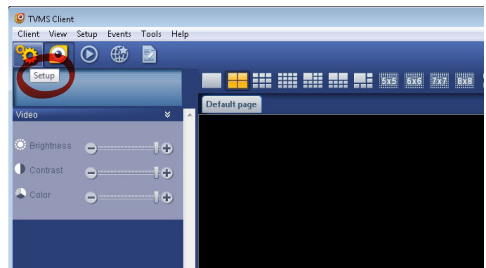 TVMS Client
Client View Setup Events Tools Help
Setup
5x5 6x6 7x7 8x8
Default page
Video
Brightness
Contrast
Color